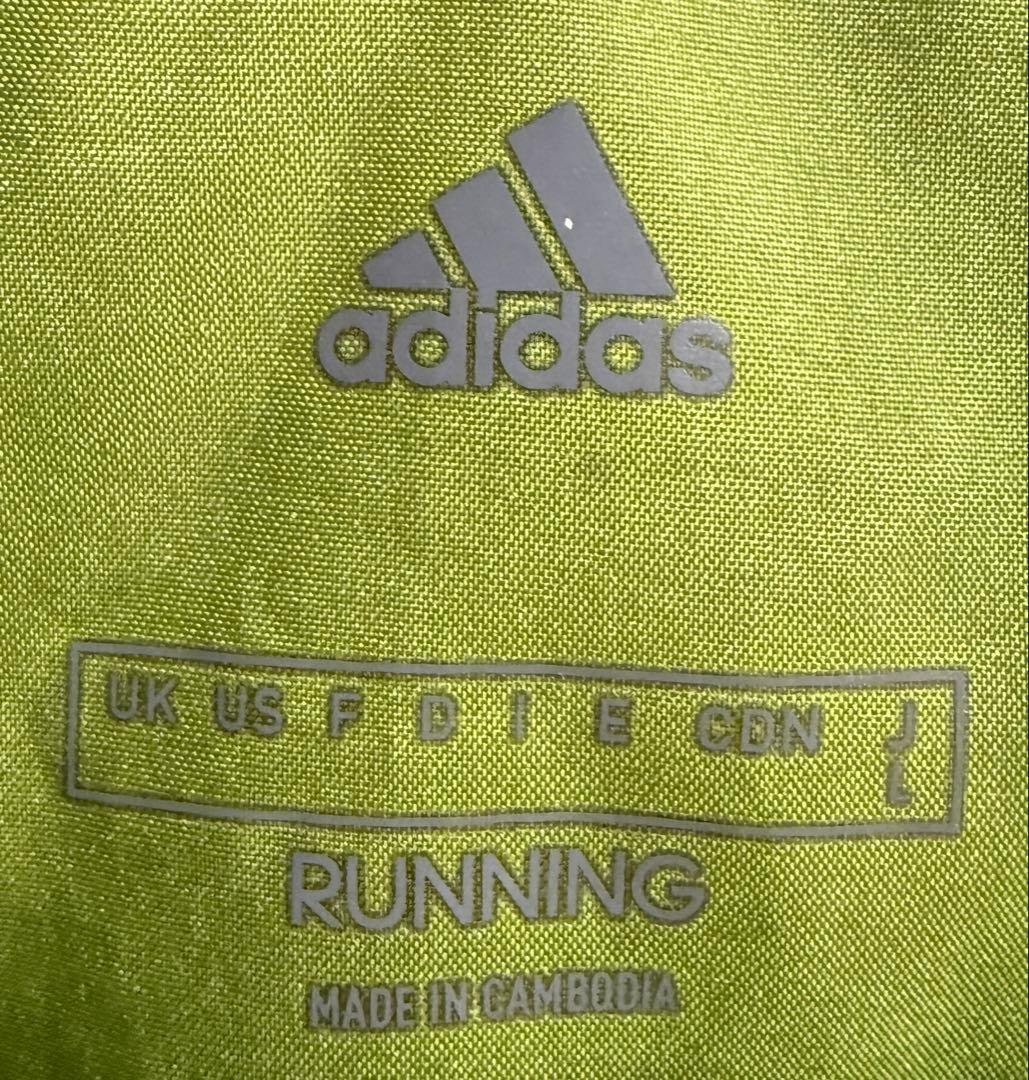 adidas
UK US F D I E CDN J
L
RUNNING
MADE IN CAMBODIA